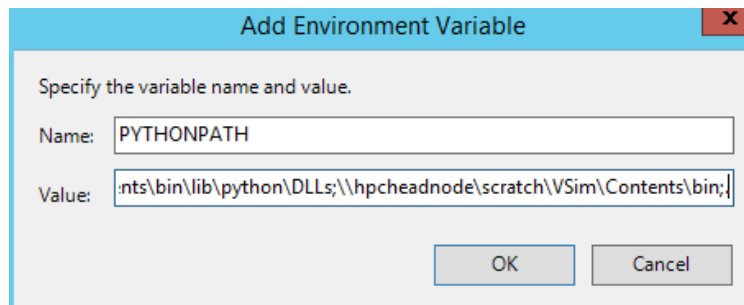 Add Environment Variable
x
Specify the variable name and value.
Name: PYTHONPATH
Value: nts\bin\lib\python\DLLs;\\hpcheadnode\scratch\VSim\Contents\bin;.
OK Cancel